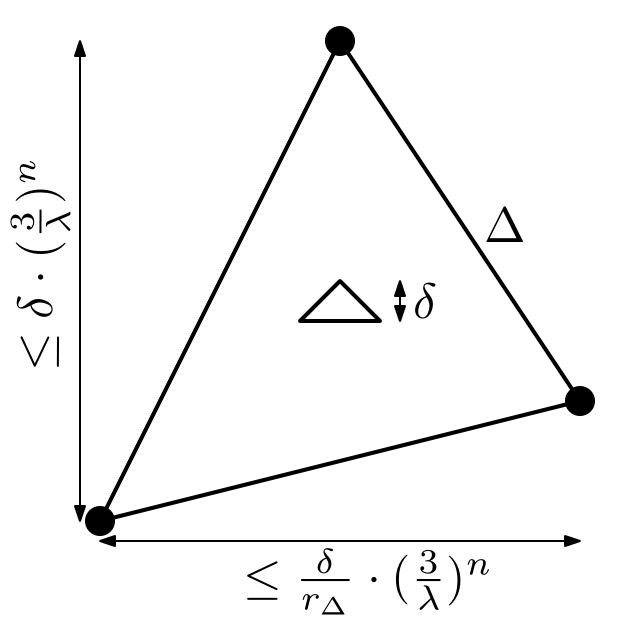 ≤ δ · (3/λ)ⁿ
Δ
δ
≤ δ/r_Δ · (3/λ)ⁿ